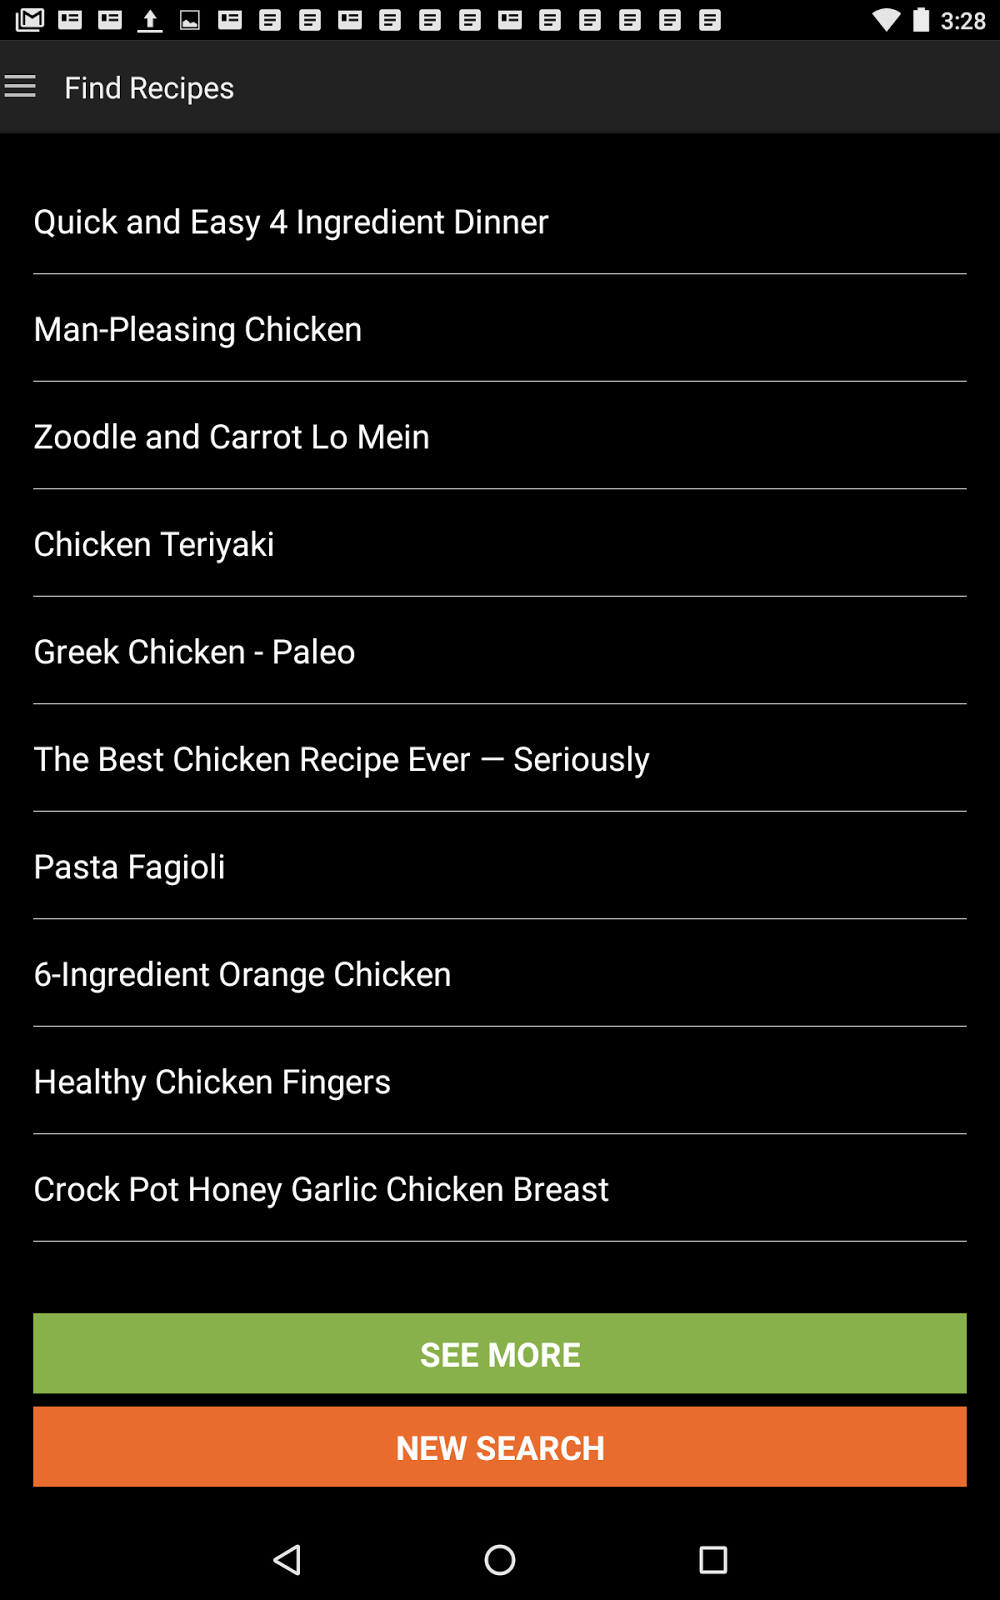 3:28
Find Recipes
Quick and Easy 4 Ingredient Dinner
Man-Pleasing Chicken
Zoodle and Carrot Lo Mein
Chicken Teriyaki
Greek Chicken - Paleo
The Best Chicken Recipe Ever — Seriously
Pasta Fagioli
6-Ingredient Orange Chicken
Healthy Chicken Fingers
Crock Pot Honey Garlic Chicken Breast
SEE MORE
NEW SEARCH